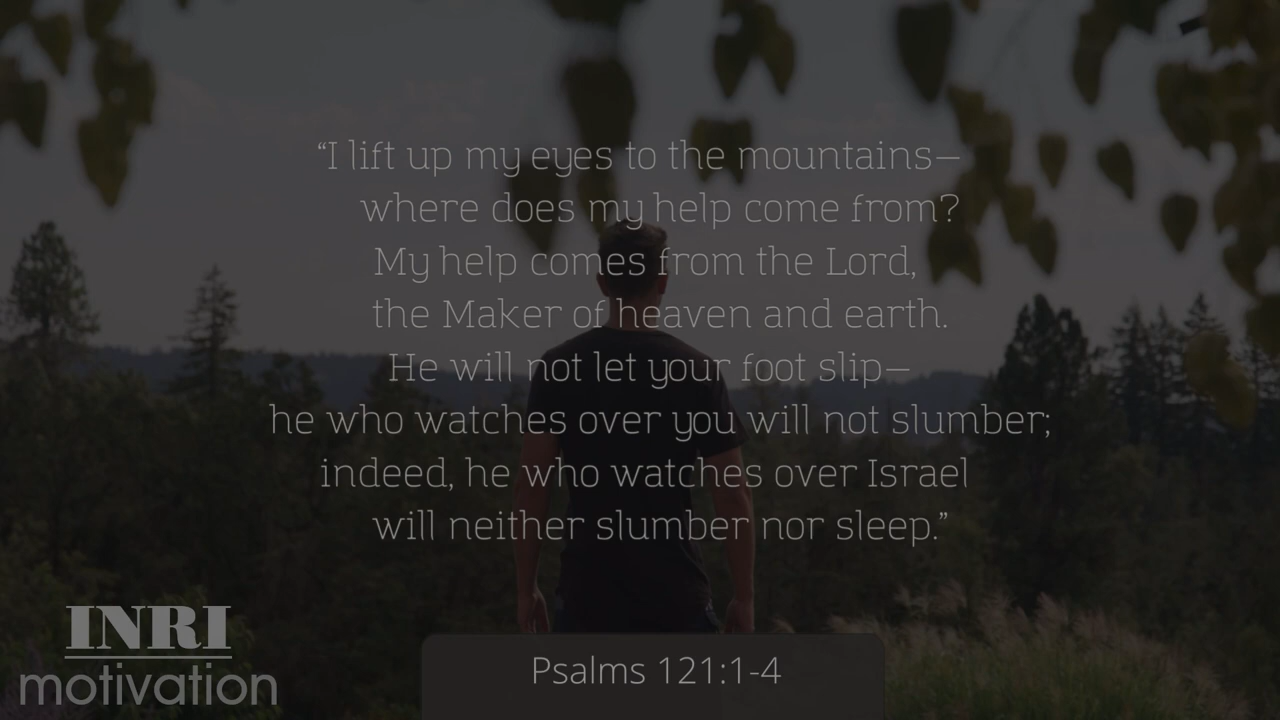 “I lift up my eyes to the mountains—
where does my help come from?
My help comes from the Lord,
the Maker of heaven and earth.
He will not let your foot slip—
he who watches over you will not slumber;
indeed, he who watches over Israel
will neither slumber nor sleep.”
INRI
motivation
Psalms 121:1-4